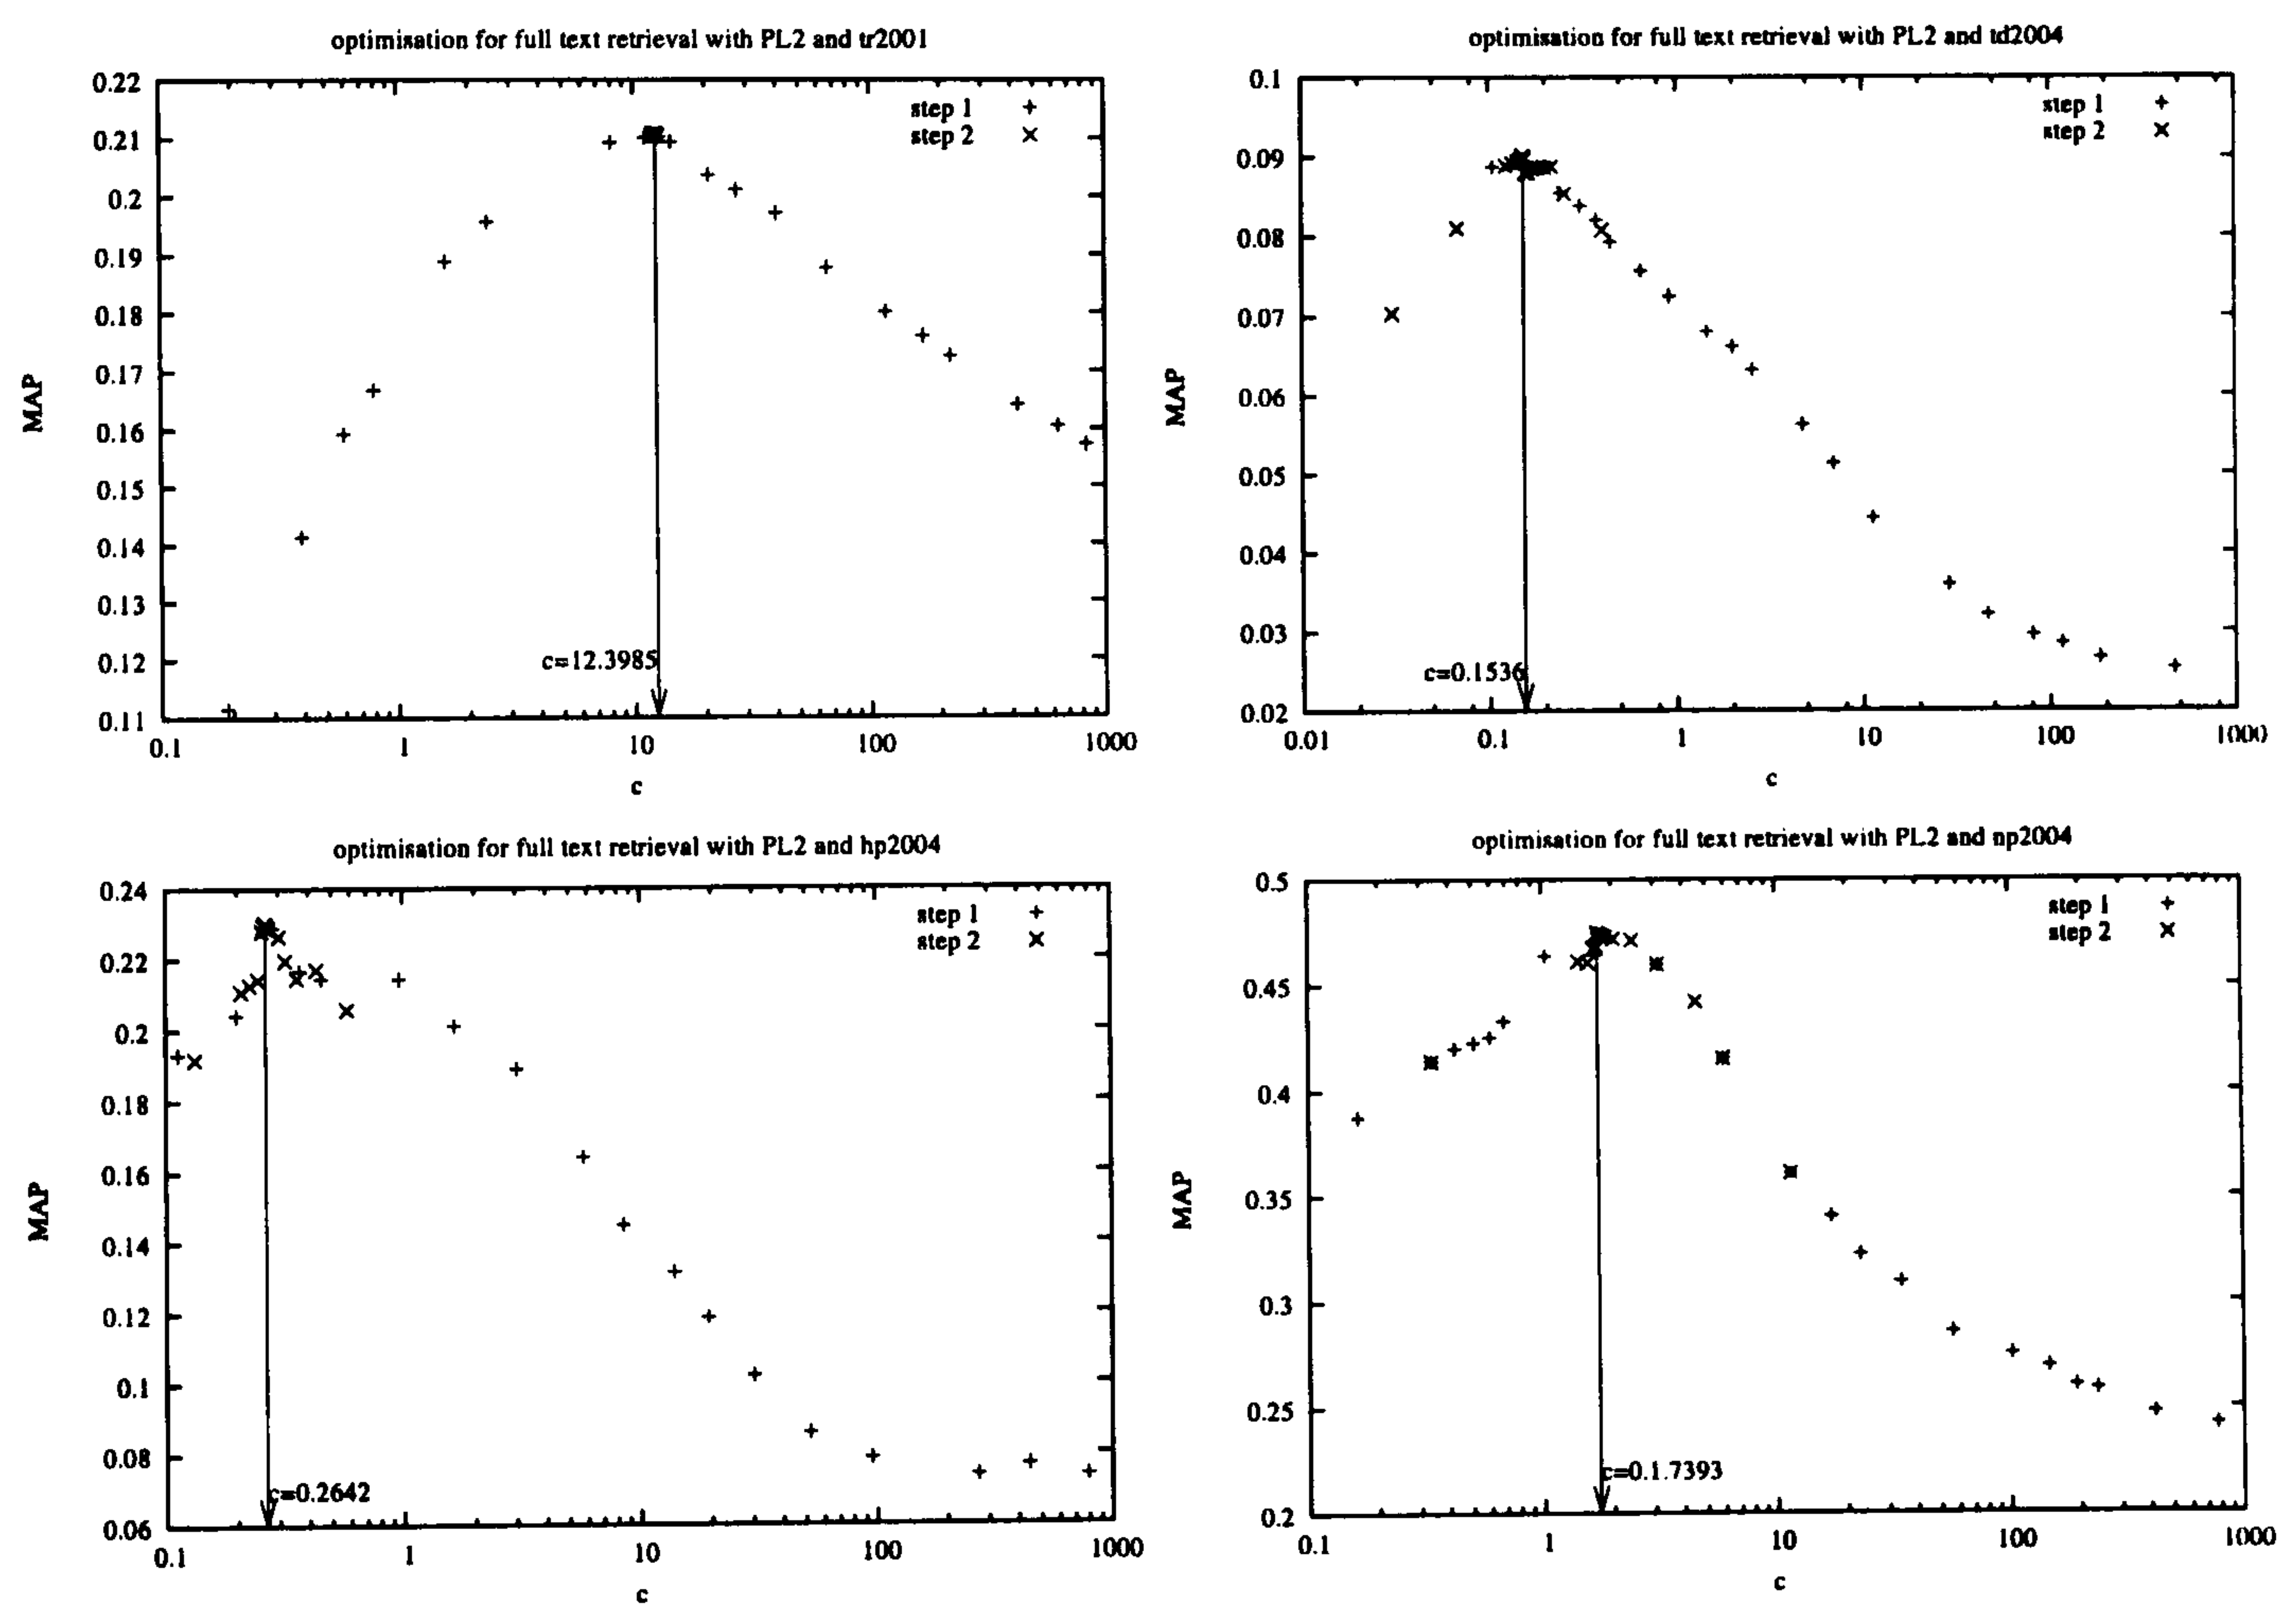 optimisation for full text retrieval with PL2 and tr2001
0.22
0.21
0.2
0.19
0.18
0.17
0.16
0.15
0.14
0.13
0.12
0.11
MAP
step 1
step 2
c=12.3985
0.1 1 10 100 1000
c
optimisation for full text retrieval with PL2 and td2004
0.1
0.09
0.08
0.07
0.06
0.05
0.04
0.03
0.02
MAP
step 1
step 2
c=0.1536
0.01 0.1 1 10 100 1000
c
optimisation for full text retrieval with PL2 and hp2004
0.24
0.22
0.2
0.18
0.16
0.14
0.12
0.1
0.08
0.06
MAP
step 1
step 2
c=0.2642
0.1 1 10 100 1000
c
optimisation for full text retrieval with PL2 and np2004
0.5
0.45
0.4
0.35
0.3
0.25
0.2
MAP
step 1
step 2
c=0.1.7393
0.1 1 10 100 1000
c